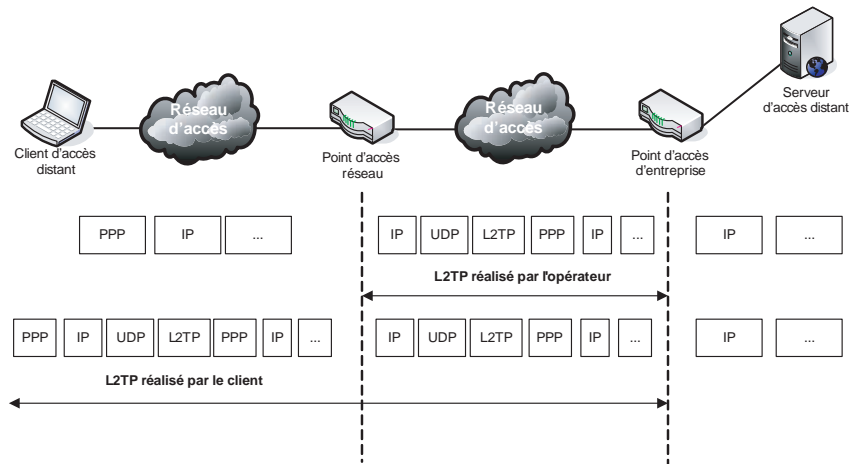 Réseau
d'accès
Réseau
d'accès
Serveur
d'accès distant
Client d'accès
distant
Point d'accès
réseau
Point d'accès
d'entreprise
PPP IP ... IP UDP L2TP PPP IP ... IP ...
L2TP réalisé par l'opérateur
PPP IP UDP L2TP PPP IP ... IP UDP L2TP PPP IP ... IP ...
L2TP réalisé par le client